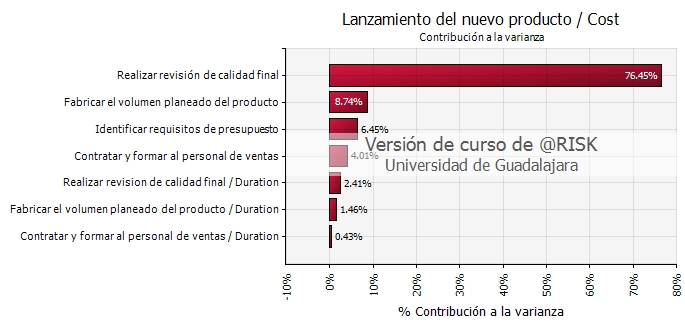 Lanzamiento del nuevo producto / Cost
Contribución a la varianza
Realizar revisión de calidad final
76.45%
Fabricar el volumen planeado del producto
8.74%
Identificar requisitos de presupuesto
6.45%
Versión de curso de @RISK
Contratar y formar al personal de ventas
4.01%
Universidad de Guadalajara
Realizar revision de calidad final / Duration
2.41%
Fabricar el volumen planeado del producto / Duration
1.46%
Contratar y formar al personal de ventas / Duration
0.43%
-10%
0%
10%
20%
30%
40%
50%
60%
70%
80%
% Contribución a la varianza